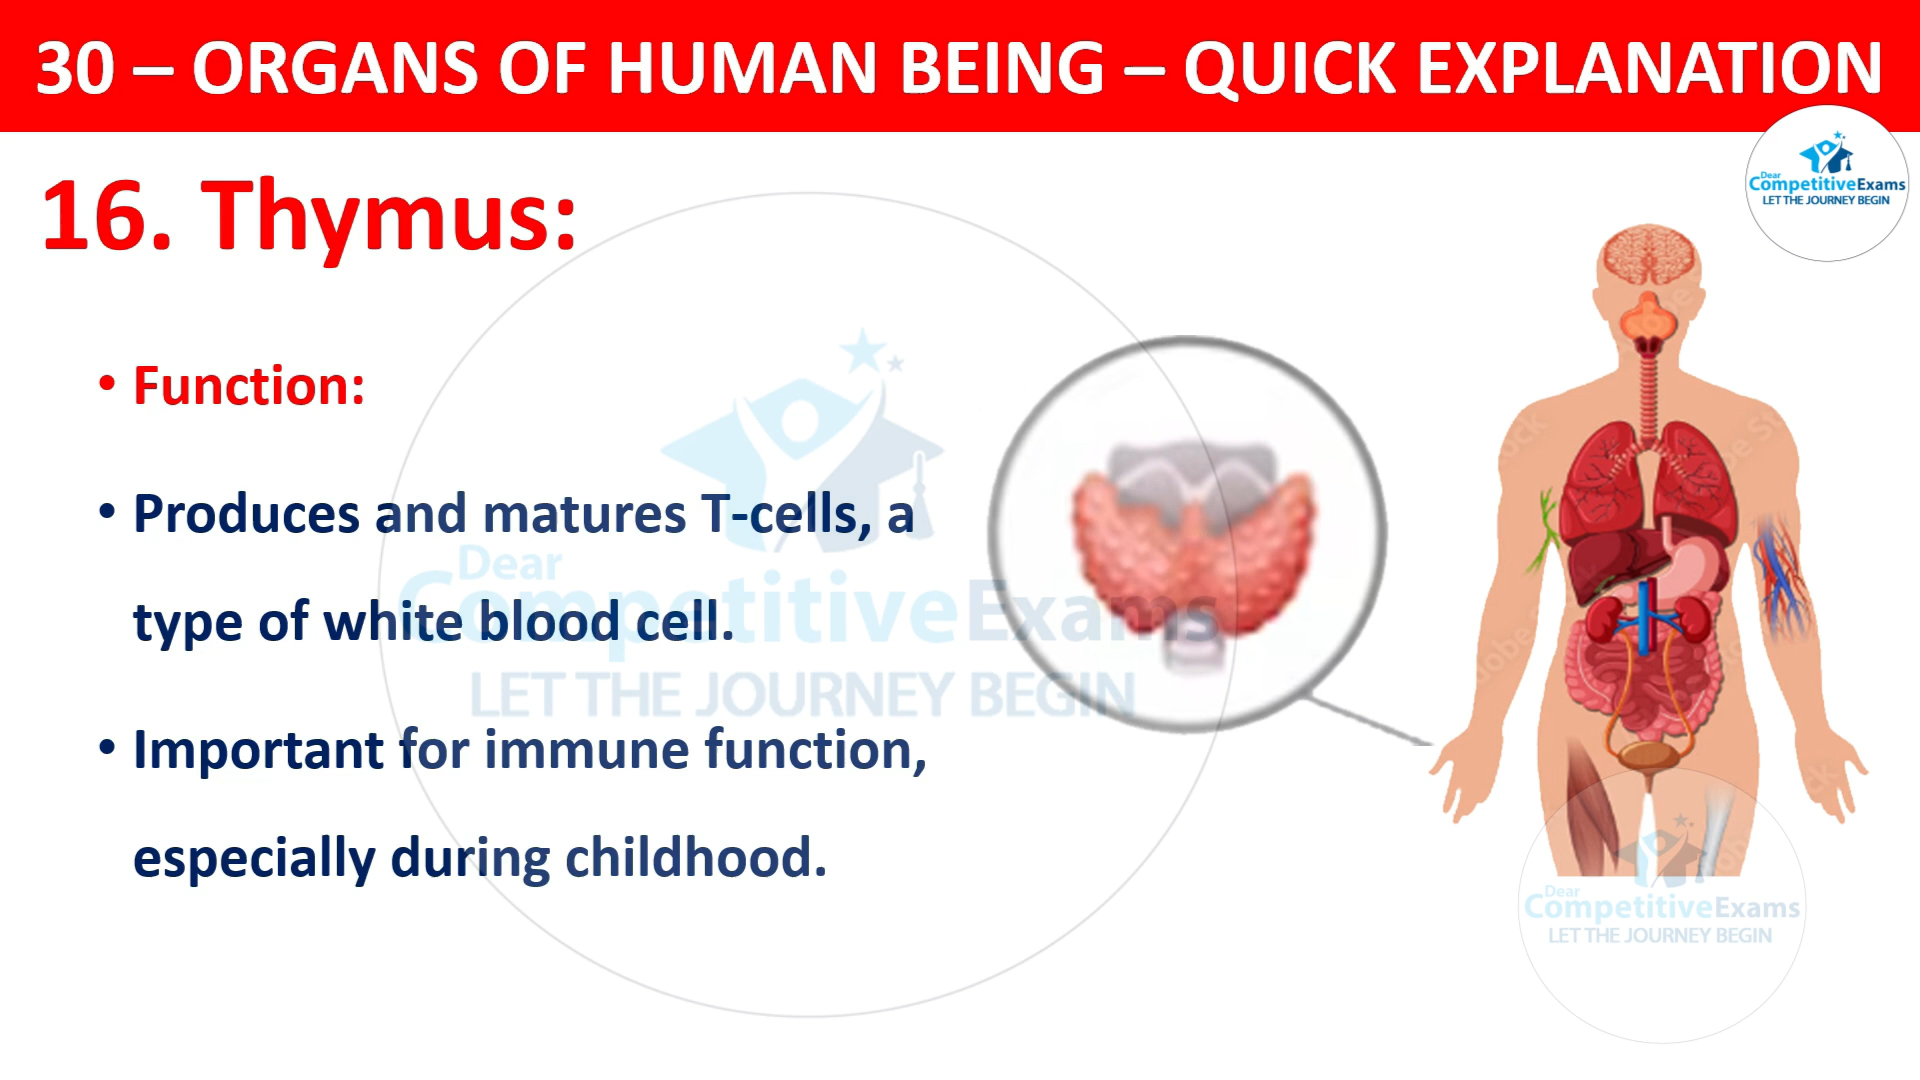 30 – ORGANS OF HUMAN BEING – QUICK EXPLANATION
Dear
CompetitiveExams
LET THE JOURNEY BEGIN
16. Thymus:
• Function:
• Produces and matures T-cells, a
type of white blood cell.
• Important for immune function,
especially during childhood.
Dear
CompetitiveExams
LET THE JOURNEY BEGIN
Dear
CompetitiveExams
LET THE JOURNEY BEGIN